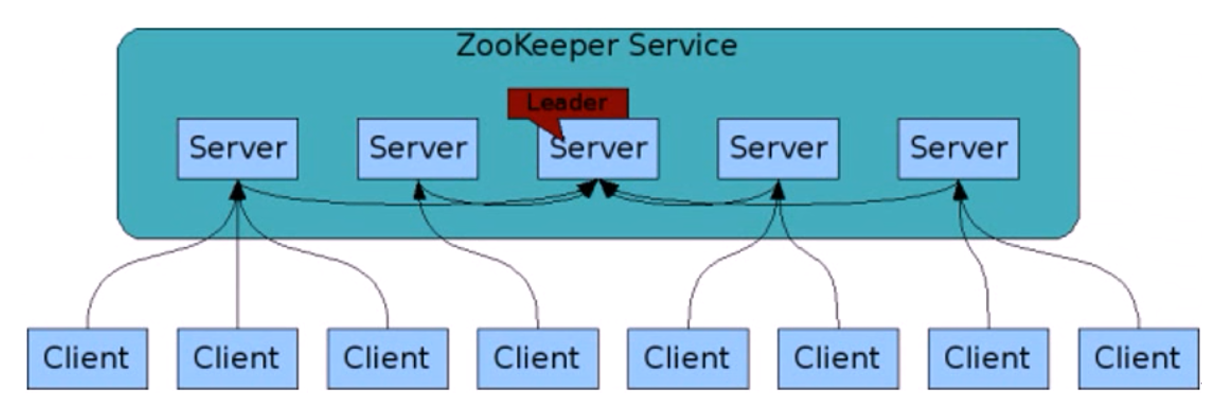 ZooKeeper Service
Leader
Server Server Server Server Server
Client Client Client Client Client Client Client Client